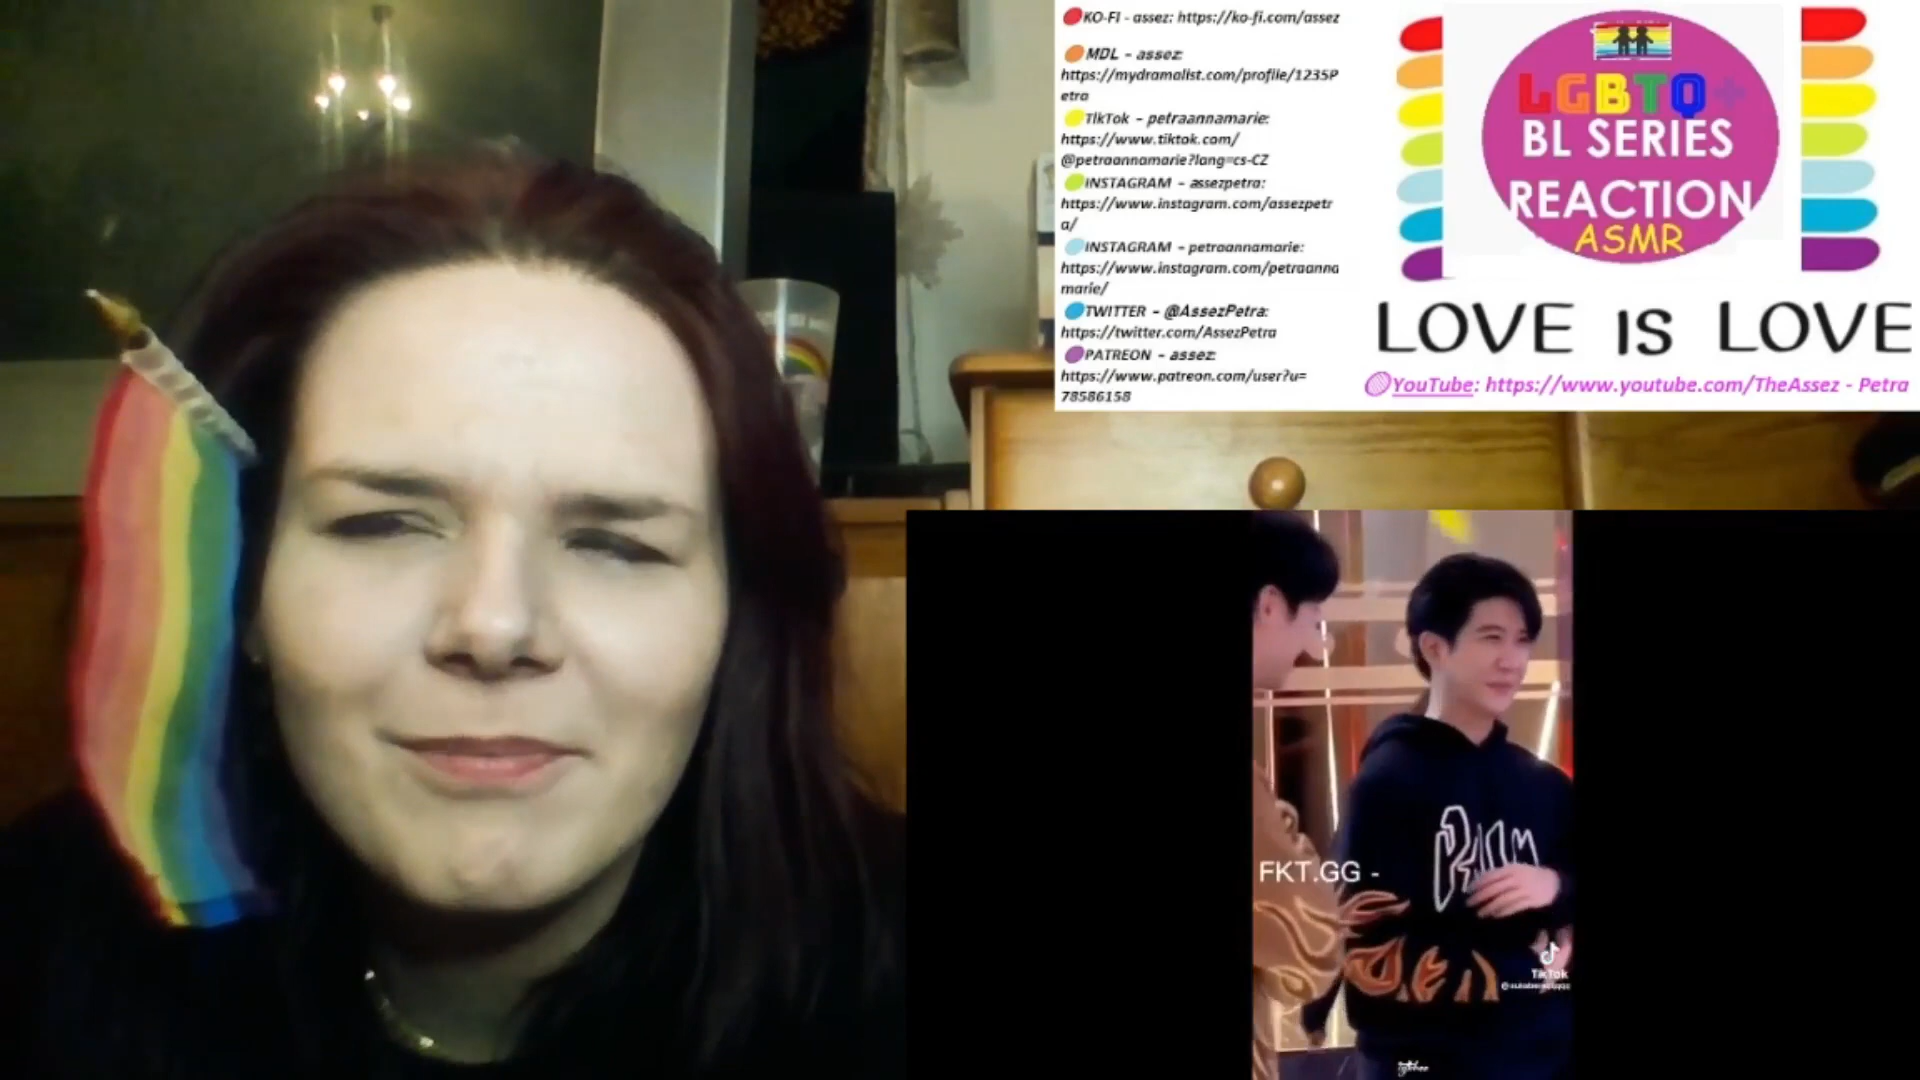 KO-FI - assez: https://ko-fi.com/assez
MDL – assez:
https://mydramalist.com/profile/1235P
etra
TikTok – petraannamarie:
https://www.tiktok.com/
@petraannamarie?lang=cs-CZ
INSTAGRAM – assezpetra:
https://www.instagram.com/assezpetr
a/
INSTAGRAM – petraannamarie:
https://www.instagram.com/petraanna
marie/
TWITTER – @AssezPetra:
https://twitter.com/AssezPetra
PATREON – assez:
https://www.patreon.com/user?u=
78586158
LGBTQ+
BL SERIES
REACTION
ASMR
LOVE IS LOVE
YouTube: https://www.youtube.com/TheAssez - Petra
FKT.GG -
TikTok